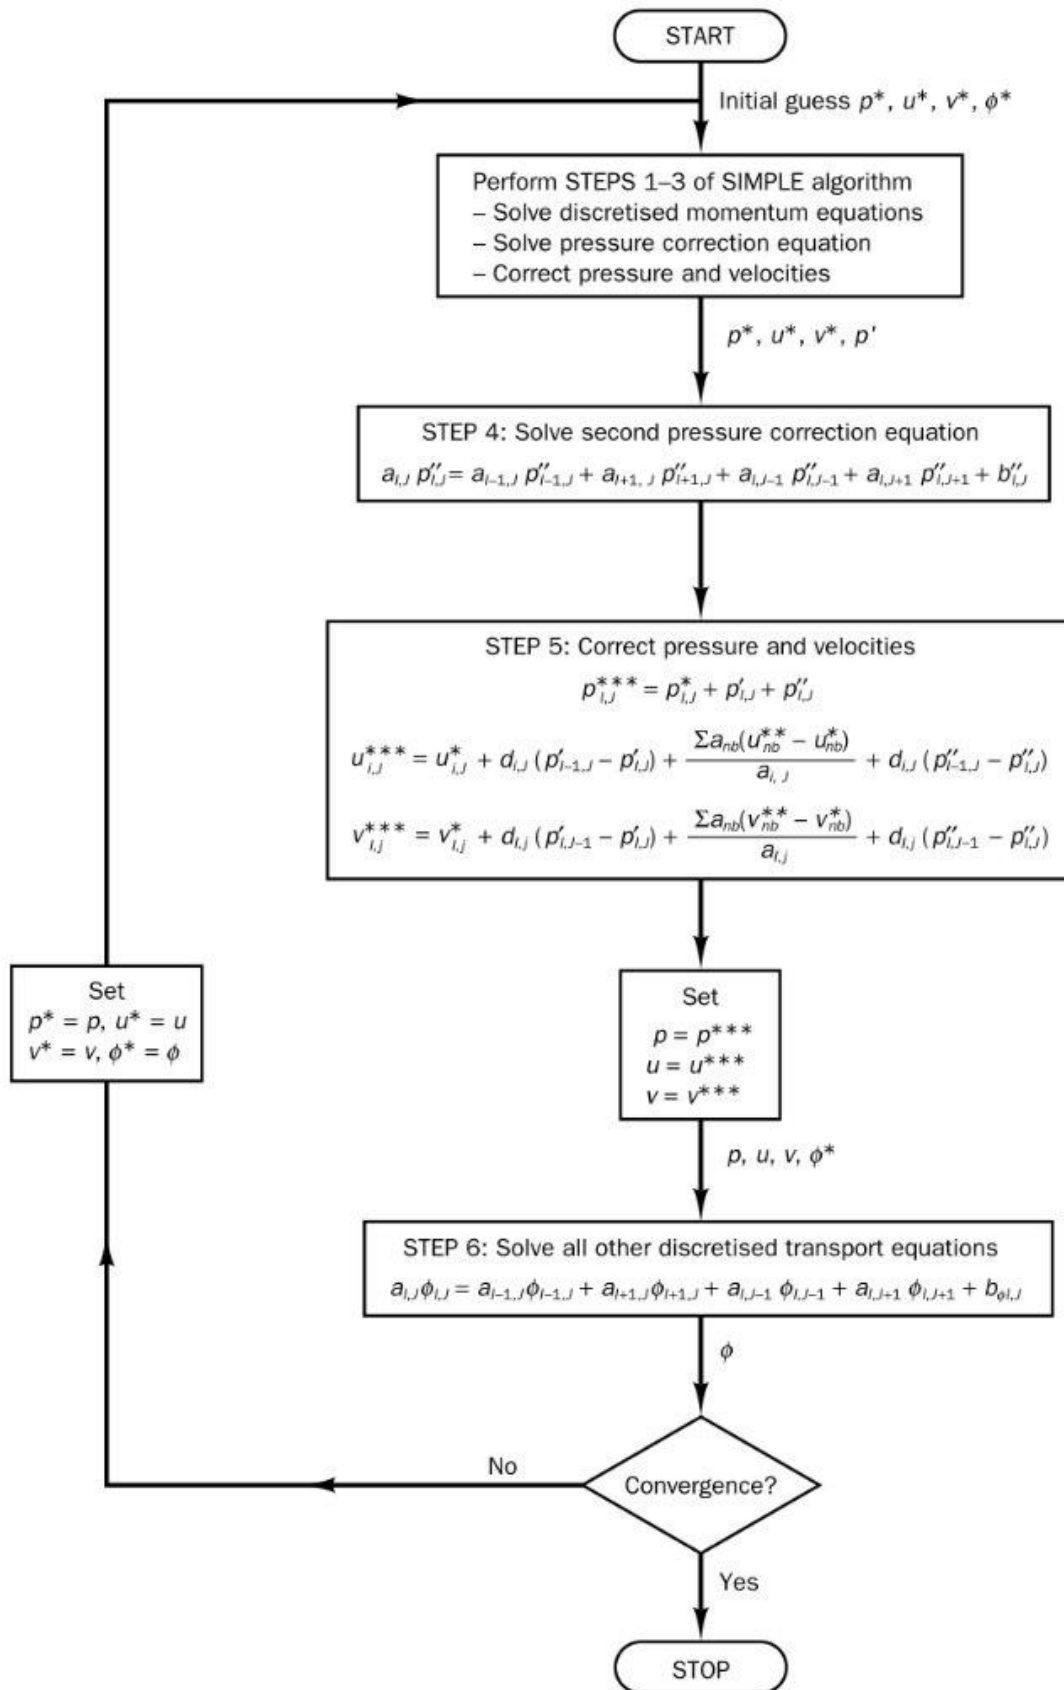 START
Initial guess p*, u*, v*, ϕ*
Perform STEPS 1–3 of SIMPLE algorithm
– Solve discretised momentum equations
– Solve pressure correction equation
– Correct pressure and velocities
p*, u*, v*, p'
STEP 4: Solve second pressure correction equation
a_{I,J} p''_{I,J} = a_{I–1,J} p''_{I–1,J} + a_{I+1, J} p''_{I+1,J} + a_{I,J–1} p''_{I,J–1} + a_{I,J+1} p''_{I,J+1} + b''_{I,J}
STEP 5: Correct pressure and velocities
p***_{I,J} = p*_{I,J} + p'_{I,J} + p''_{I,J}
u***_{i,J} = u*_{i,J} + d_{i,J} (p'_{I–1,J} – p'_{I,J}) + Σa_{nb}(u**_{nb} – u*_{nb}) / a_{i, J} + d_{i,J} (p''_{I–1,J} – p''_{I,J})
v***_{I,j} = v*_{I,j} + d_{I,j} (p'_{I,J–1} – p'_{I,J}) + Σa_{nb}(v**_{nb} – v*_{nb}) / a_{I,j} + d_{I,j} (p''_{I,J–1} – p''_{I,J})
Set
p* = p, u* = u
v* = v, ϕ* = ϕ
Set
p = p***
u = u***
v = v***
p, u, v, ϕ*
STEP 6: Solve all other discretised transport equations
a_{I,J} ϕ_{I,J} = a_{I–1,J} ϕ_{I–1,J} + a_{I+1,J} ϕ_{I+1,J} + a_{I,J–1} ϕ_{I,J–1} + a_{I,J+1} ϕ_{I,J+1} + b_{ϕI,J}
ϕ
No
Convergence?
Yes
STOP